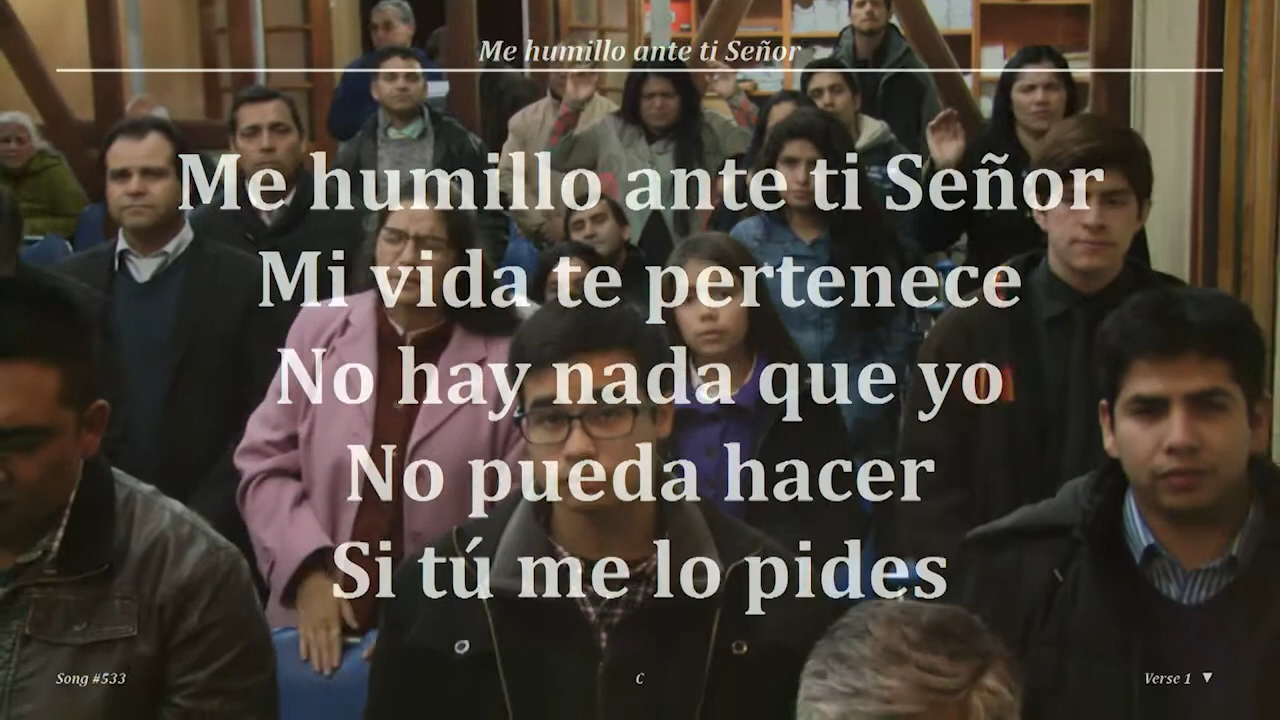 Me humillo ante ti Señor
Me humillo ante ti Señor
Mi vida te pertenece
No hay nada que yo
No pueda hacer
Si tú me lo pides
Song #533
C
Verse 1 ▼